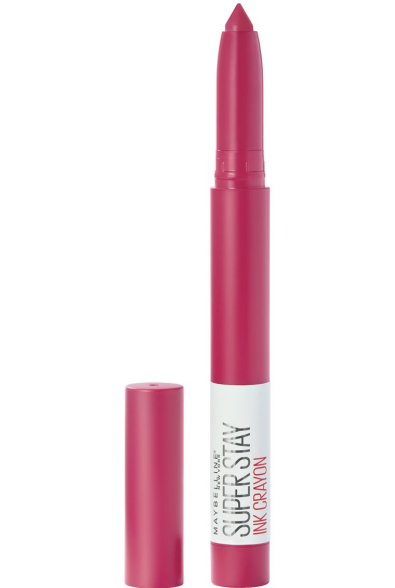 MAYBELLINE®
NEW YORK
SUPER STAY
INK CRAYON